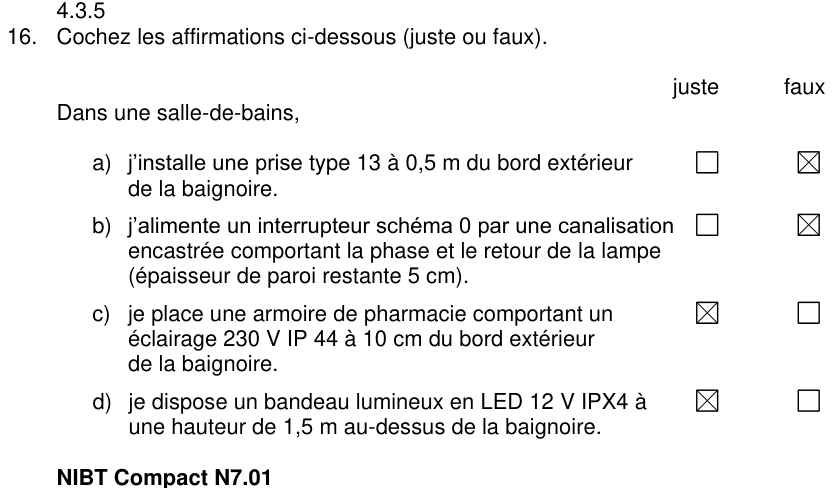 4.3.5
16. Cochez les affirmations ci-dessous (juste ou faux).
juste faux
Dans une salle-de-bains,
a) j'installe une prise type 13 à 0,5 m du bord extérieur
de la baignoire.
b) j'alimente un interrupteur schéma 0 par une canalisation
encastrée comportant la phase et le retour de la lampe
(épaisseur de paroi restante 5 cm).
c) je place une armoire de pharmacie comportant un
éclairage 230 V IP 44 à 10 cm du bord extérieur
de la baignoire.
d) je dispose un bandeau lumineux en LED 12 V IPX4 à
une hauteur de 1,5 m au-dessus de la baignoire.
NIBT Compact N7.01